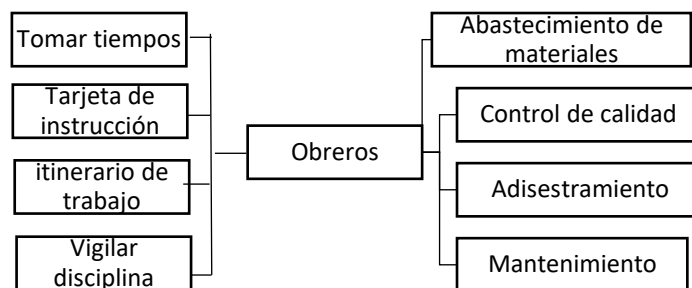 Tomar tiempos
Tarjeta de
instrucción
itinerario de
trabajo
Vigilar
disciplina
Obreros
Abastecimiento de
materiales
Control de calidad
Adisestramiento
Mantenimiento